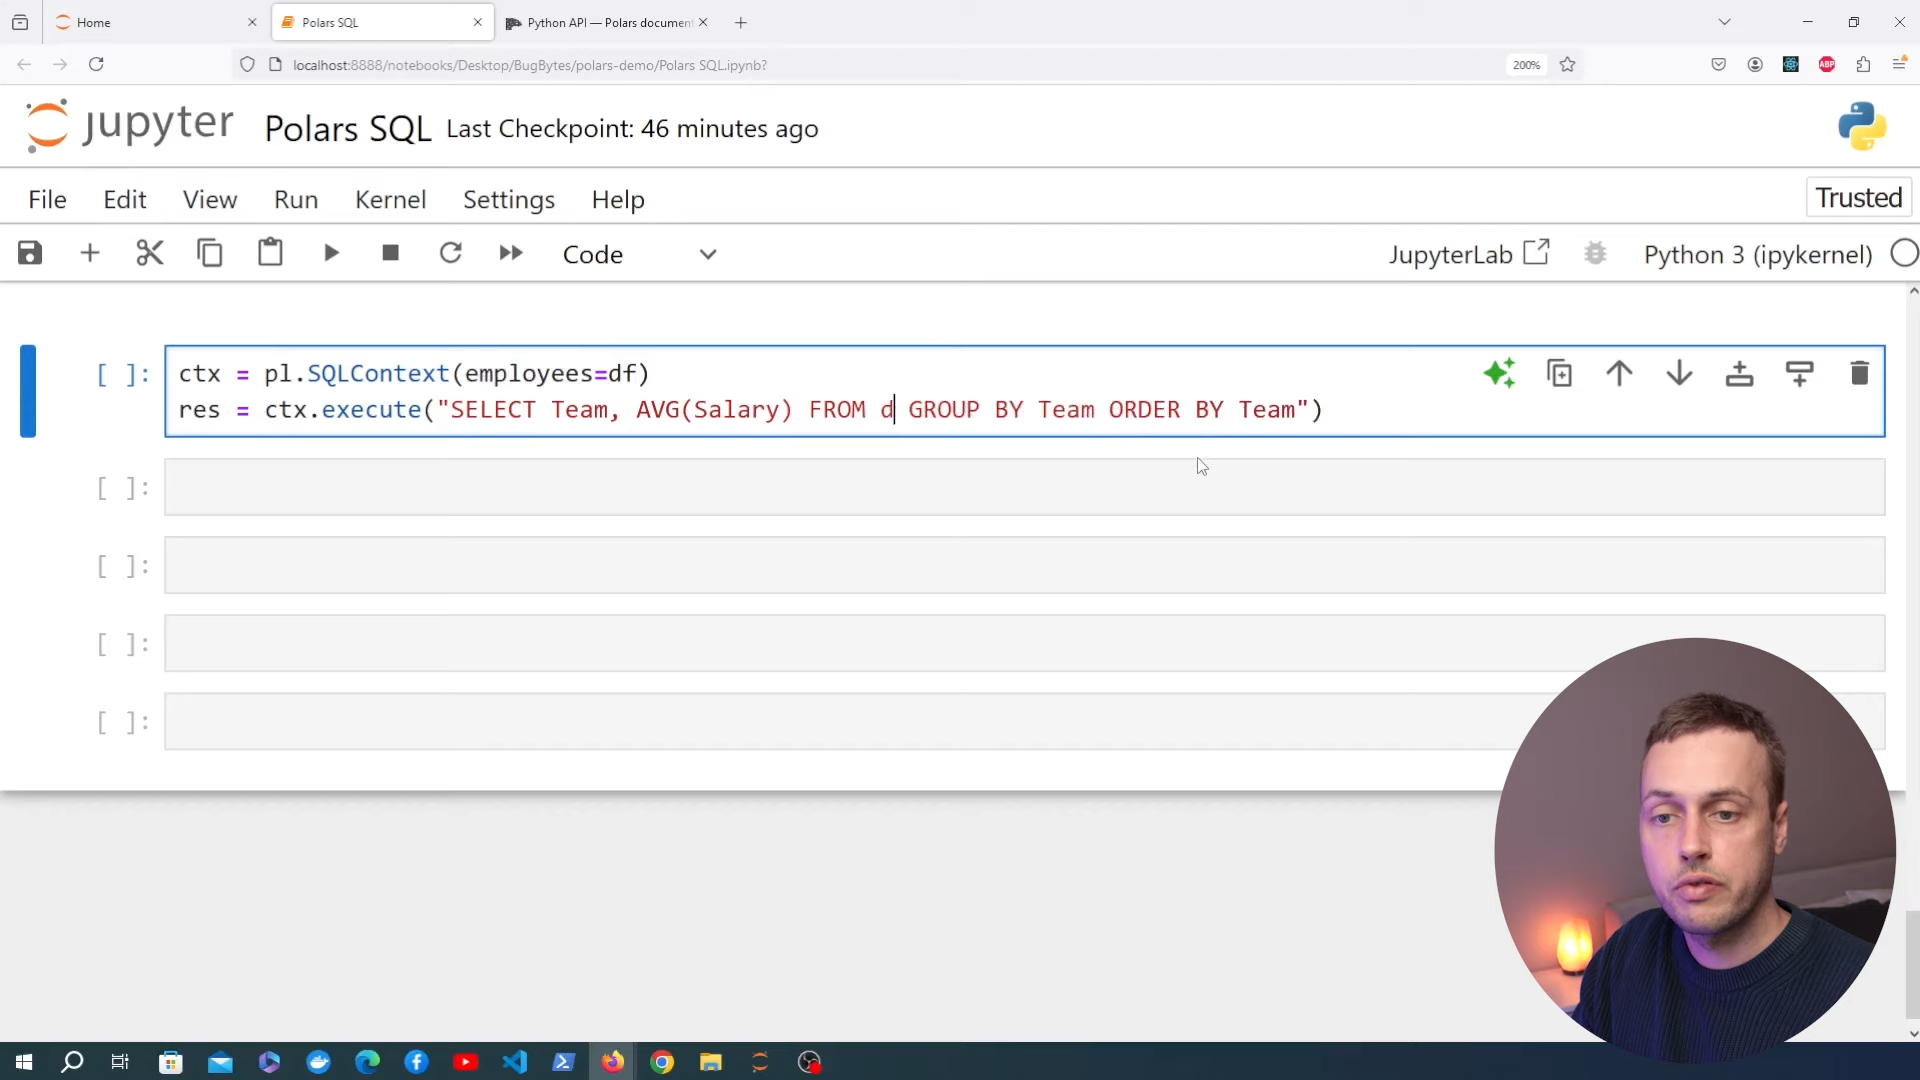 Home
Polars SQL
Python API — Polars documen
localhost:8888/notebooks/Desktop/BugBytes/polars-demo/Polars SQL.ipynb?
200%
ABP
jupyter
Polars SQL
Last Checkpoint: 46 minutes ago
File
Edit
View
Run
Kernel
Settings
Help
Trusted
Code
JupyterLab
Python 3 (ipykernel)
[ ]:
ctx = pl.SQLContext(employees=df)
res = ctx.execute("SELECT Team, AVG(Salary) FROM d GROUP BY Team ORDER BY Team")
[ ]:
[ ]:
[ ]:
[ ]: